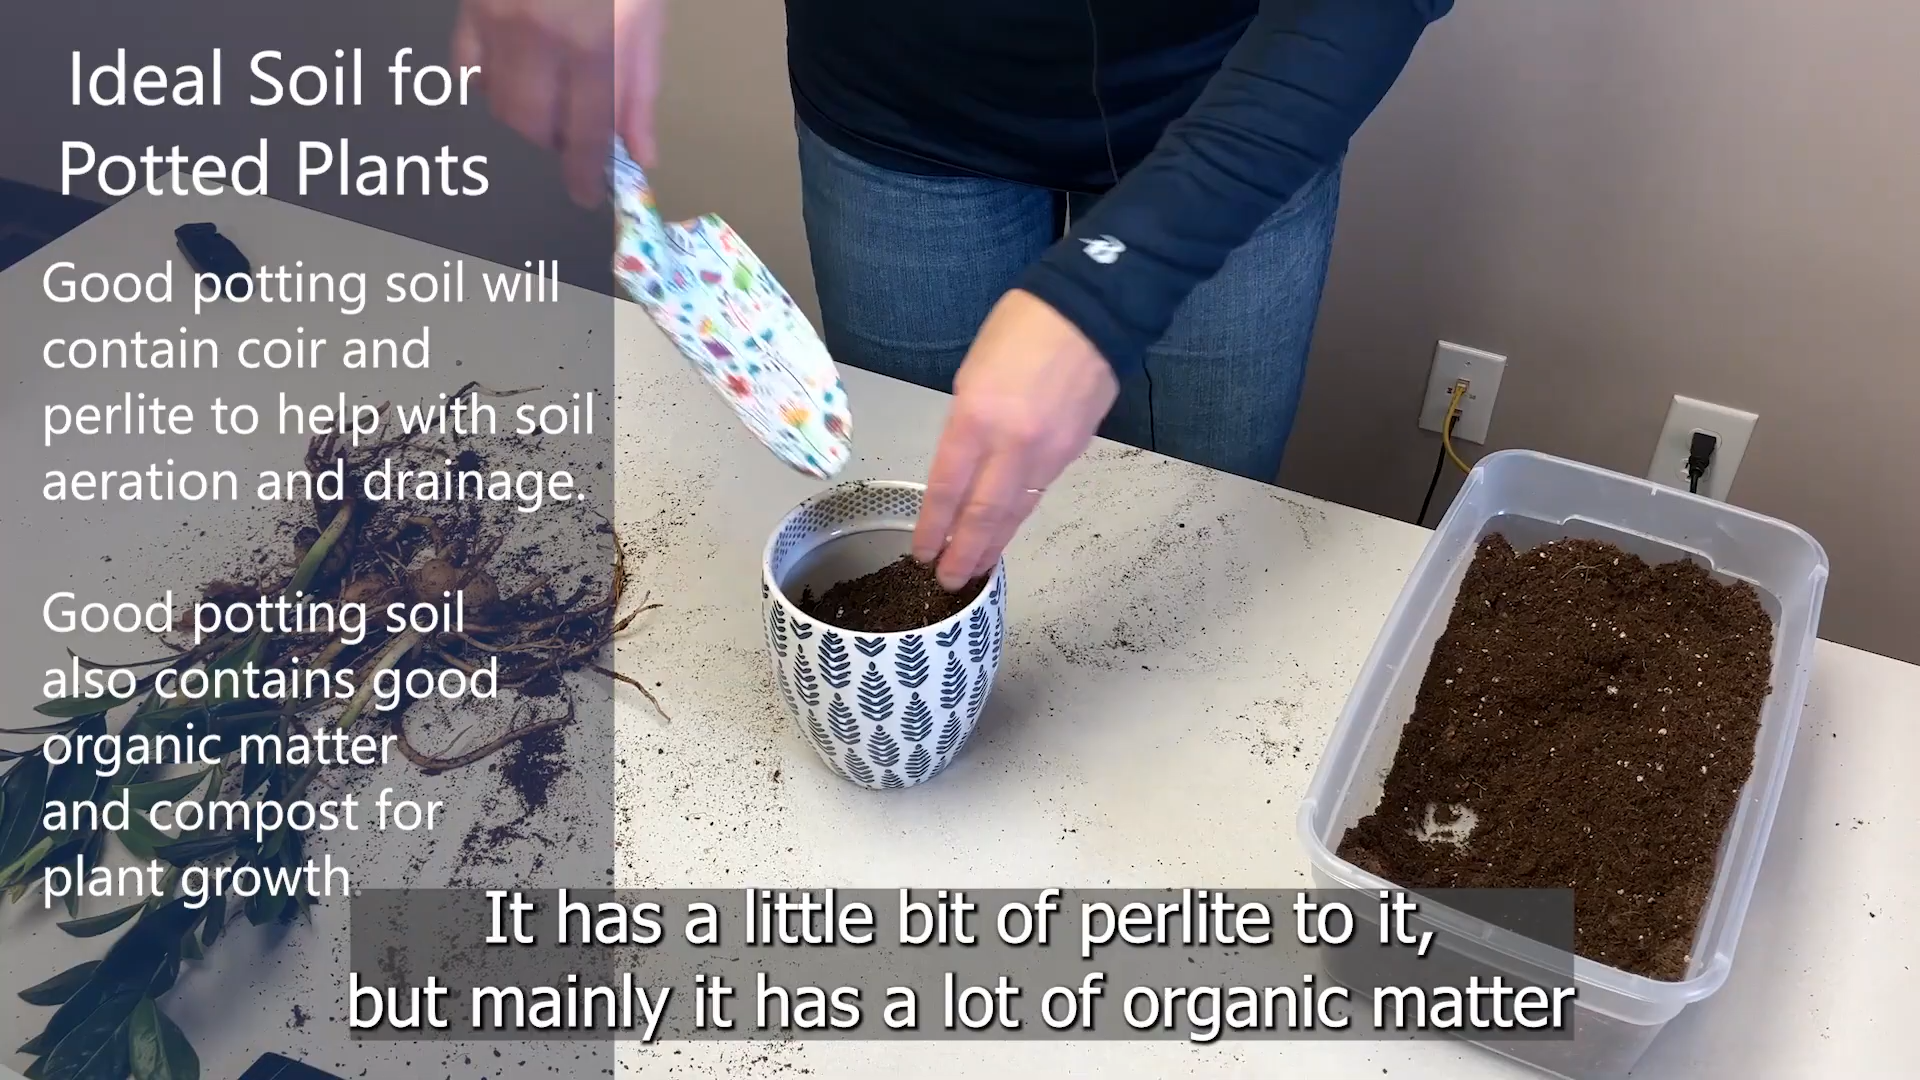 Ideal Soil for
Potted Plants
Good potting soil will
contain coir and
perlite to help with soil
aeration and drainage.
Good potting soil
also contains good
organic matter
and compost for
plant growth.
It has a little bit of perlite to it,
but mainly it has a lot of organic matter